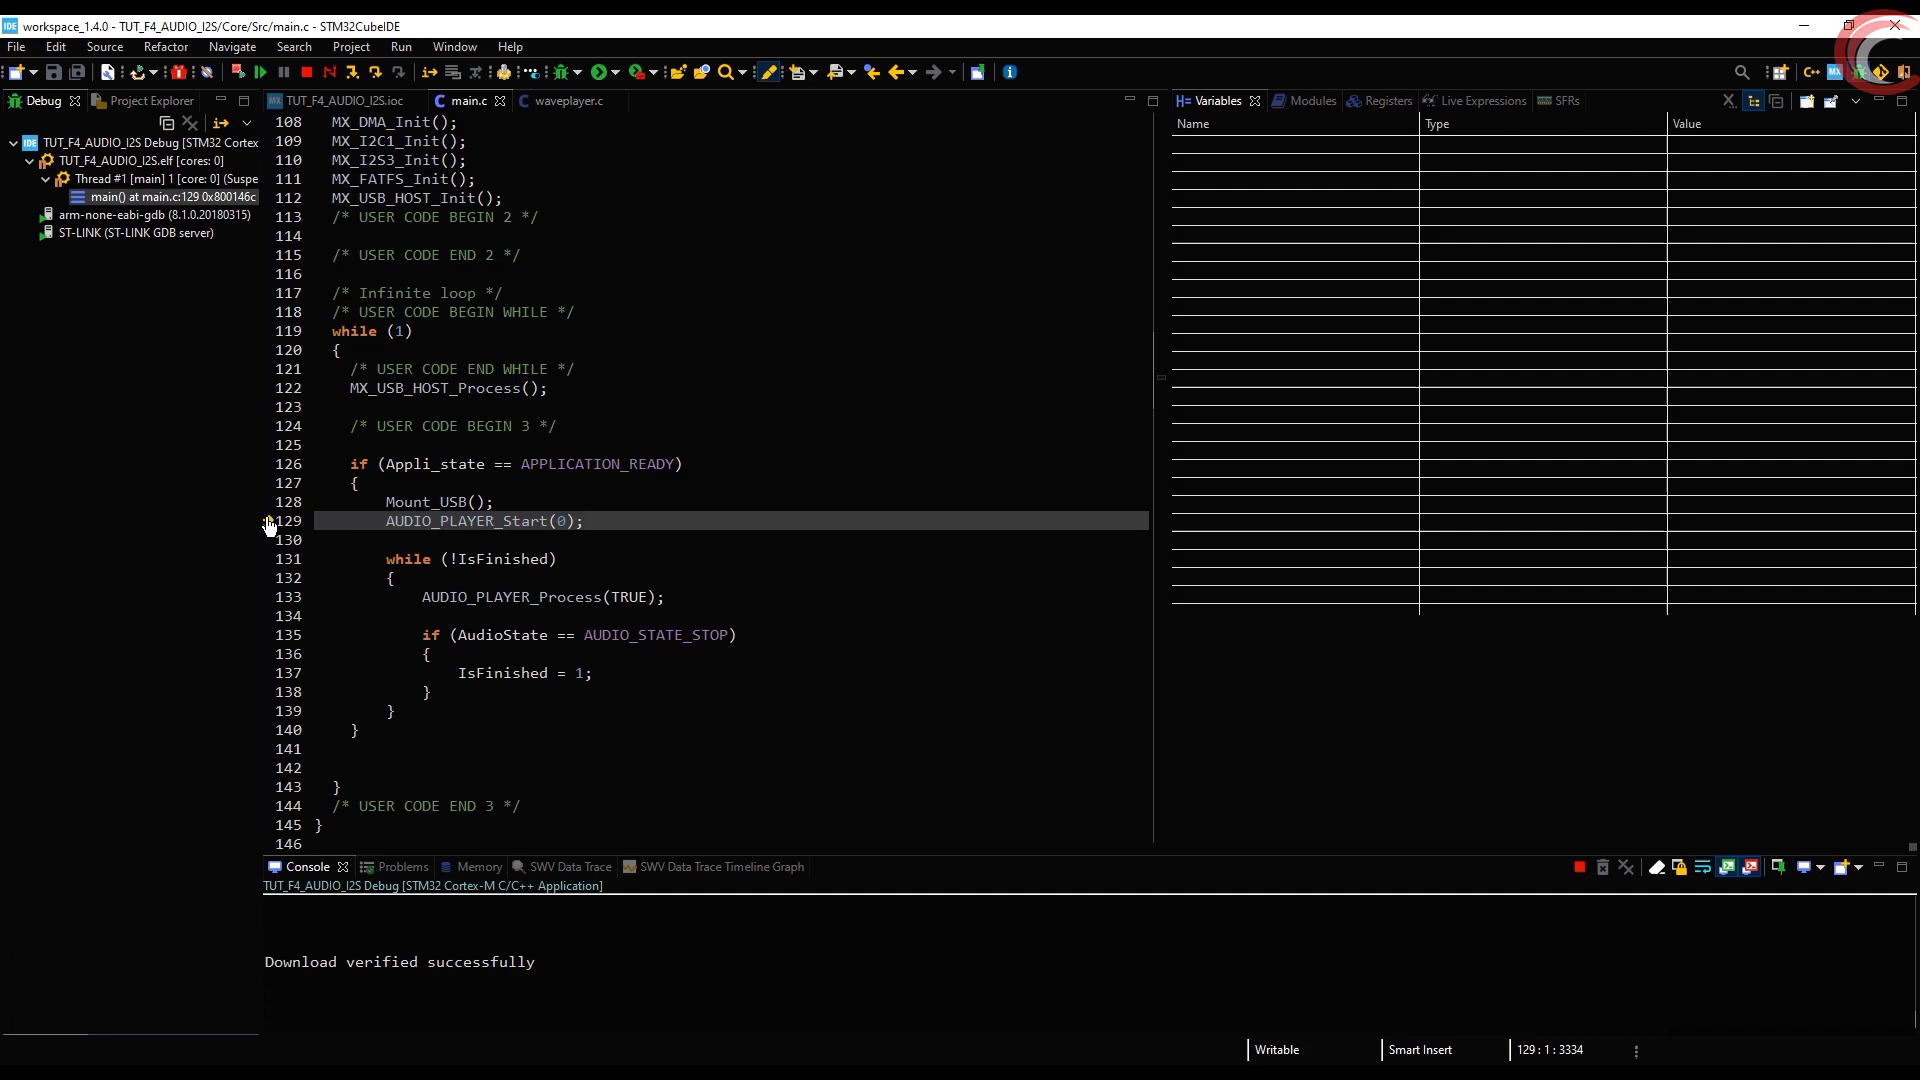 IDE workspace_1.4.0 - TUT_F4_AUDIO_I2S/Core/Src/main.c - STM32CubeIDE
File Edit Source Refactor Navigate Search Project Run Window Help
Debug Project Explorer
TUT_F4_AUDIO_I2S.ioc main.c waveplayer.c
Variables Modules Registers Live Expressions SFRs
Name Type Value
IDE TUT_F4_AUDIO_I2S Debug [STM32 Cortex
TUT_F4_AUDIO_I2S.elf [cores: 0]
Thread #1 [main] 1 [core: 0] (Suspe
main() at main.c:129 0x800146c
arm-none-eabi-gdb (8.1.0.20180315)
ST-LINK (ST-LINK GDB server)
108 MX_DMA_Init();
109 MX_I2C1_Init();
110 MX_I2S3_Init();
111 MX_FATFS_Init();
112 MX_USB_HOST_Init();
113 /* USER CODE BEGIN 2 */
114
115 /* USER CODE END 2 */
116
117 /* Infinite loop */
118 /* USER CODE BEGIN WHILE */
119 while (1)
120 {
121 /* USER CODE END WHILE */
122 MX_USB_HOST_Process();
123
124 /* USER CODE BEGIN 3 */
125
126 if (Appli_state == APPLICATION_READY)
127 {
128 Mount_USB();
129 AUDIO_PLAYER_Start(0);
130
131 while (!IsFinished)
132 {
133 AUDIO_PLAYER_Process(TRUE);
134
135 if (AudioState == AUDIO_STATE_STOP)
136 {
137 IsFinished = 1;
138 }
139 }
140 }
141
142
143 }
144 /* USER CODE END 3 */
145 }
146
Console Problems Memory SWV Data Trace SWV Data Trace Timeline Graph
TUT_F4_AUDIO_I2S Debug [STM32 Cortex-M C/C++ Application]
Download verified successfully
Writable Smart Insert 129 : 1 : 3334